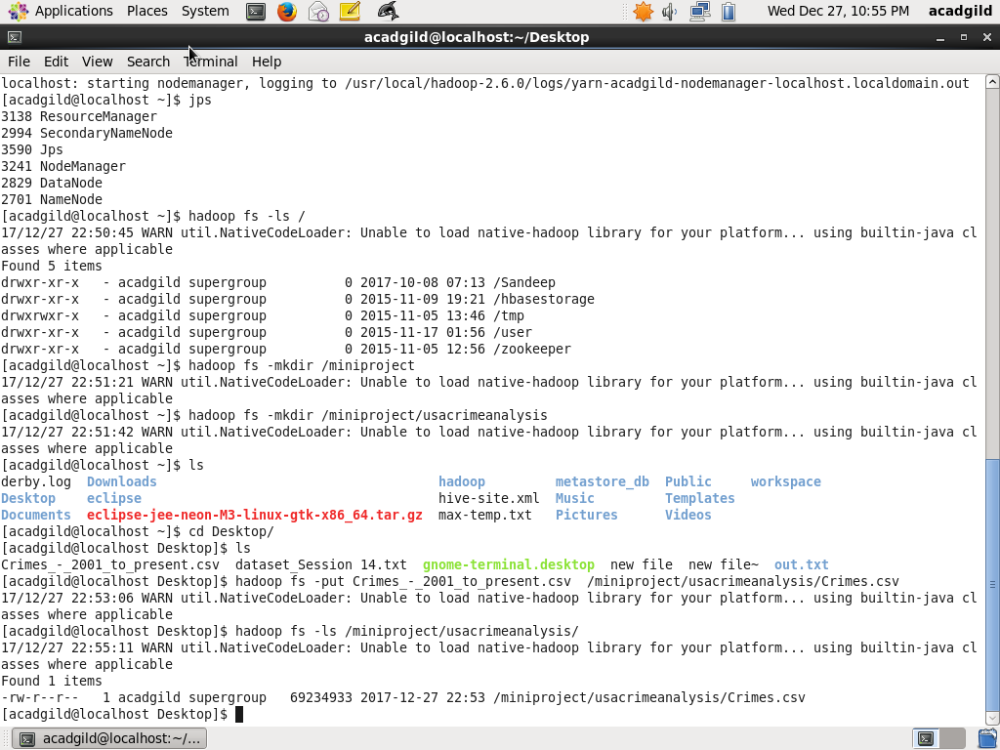 Applications Places System Wed Dec 27, 10:55 PM acadgild
acadgild@localhost:~/Desktop
File Edit View Search Terminal Help
localhost: starting nodemanager, logging to /usr/local/hadoop-2.6.0/logs/yarn-acadgild-nodemanager-localhost.localdomain.out
[acadgild@localhost ~]$ jps
3138 ResourceManager
2994 SecondaryNameNode
3590 Jps
3241 NodeManager
2829 DataNode
2701 NameNode
[acadgild@localhost ~]$ hadoop fs -ls /
17/12/27 22:50:45 WARN util.NativeCodeLoader: Unable to load native-hadoop library for your platform... using builtin-java cl
asses where applicable
Found 5 items
drwxr-xr-x   - acadgild supergroup          0 2017-10-08 07:13 /Sandeep
drwxr-xr-x   - acadgild supergroup          0 2015-11-09 19:21 /hbasestorage
drwxrwxr-x   - acadgild supergroup          0 2015-11-05 13:46 /tmp
drwxr-xr-x   - acadgild supergroup          0 2015-11-17 01:56 /user
drwxr-xr-x   - acadgild supergroup          0 2015-11-05 12:56 /zookeeper
[acadgild@localhost ~]$ hadoop fs -mkdir /miniproject
17/12/27 22:51:21 WARN util.NativeCodeLoader: Unable to load native-hadoop library for your platform... using builtin-java cl
asses where applicable
[acadgild@localhost ~]$ hadoop fs -mkdir /miniproject/usacrimeanalysis
17/12/27 22:51:42 WARN util.NativeCodeLoader: Unable to load native-hadoop library for your platform... using builtin-java cl
asses where applicable
[acadgild@localhost ~]$ ls
derby.log  Downloads                              hadoop         metastore_db  Public     workspace
Desktop    eclipse                                hive-site.xml  Music         Templates
Documents  eclipse-jee-neon-M3-linux-gtk-x86_64.tar.gz  max-temp.txt   Pictures      Videos
[acadgild@localhost ~]$ cd Desktop/
[acadgild@localhost Desktop]$ ls
Crimes_-_2001_to_present.csv  dataset_Session 14.txt  gnome-terminal.desktop  new file  new file~  out.txt
[acadgild@localhost Desktop]$ hadoop fs -put Crimes_-_2001_to_present.csv  /miniproject/usacrimeanalysis/Crimes.csv
17/12/27 22:53:06 WARN util.NativeCodeLoader: Unable to load native-hadoop library for your platform... using builtin-java cl
asses where applicable
[acadgild@localhost Desktop]$ hadoop fs -ls /miniproject/usacrimeanalysis/
17/12/27 22:55:11 WARN util.NativeCodeLoader: Unable to load native-hadoop library for your platform... using builtin-java cl
asses where applicable
Found 1 items
-rw-r--r--   1 acadgild supergroup   69234933 2017-12-27 22:53 /miniproject/usacrimeanalysis/Crimes.csv
[acadgild@localhost Desktop]$
acadgild@localhost:~/...